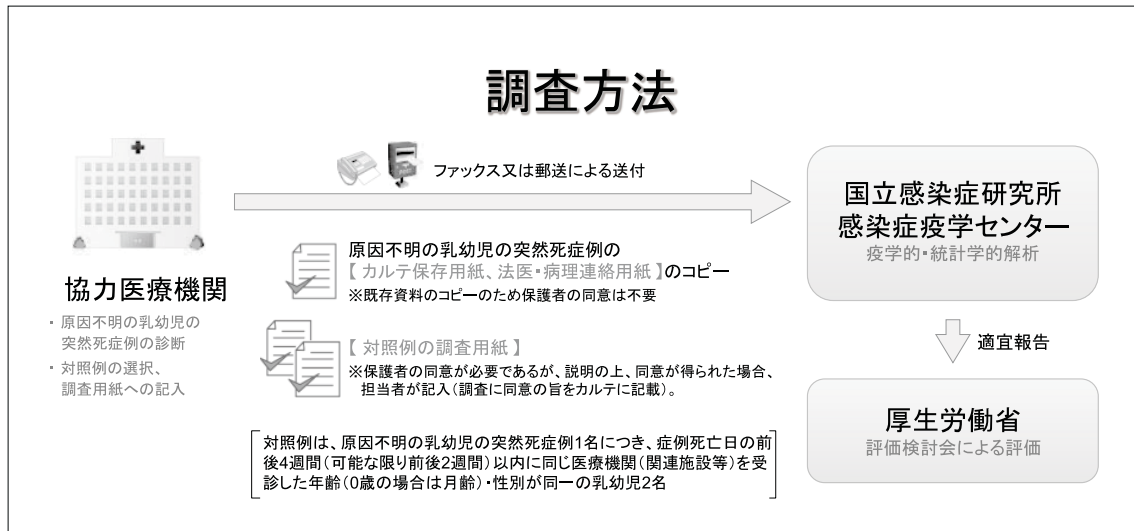 調査方法
ファックス又は郵送による送付
協力医療機関
・ 原因不明の乳幼児の
突然死症例の診断
・ 対照例の選択、
調査用紙への記入
原因不明の乳幼児の突然死症例の
【 カルテ保存用紙、法医・病理連絡用紙 】のコピー
※既存資料のコピーのため保護者の同意は不要
【 対照例の調査用紙 】
※保護者の同意が必要であるが、説明の上、同意が得られた場合、
担当者が記入（調査に同意の旨をカルテに記載）。
対照例は、原因不明の乳幼児の突然死症例1名につき、症例死亡日の前
後4週間（可能な限り前後2週間）以内に同じ医療機関（関連施設等）を受
診した年齢（0歳の場合は月齢）・性別が同一の乳幼児2名
国立感染症研究所
感染症疫学センター
疫学的・統計学的解析
適宜報告
厚生労働省
評価検討会による評価